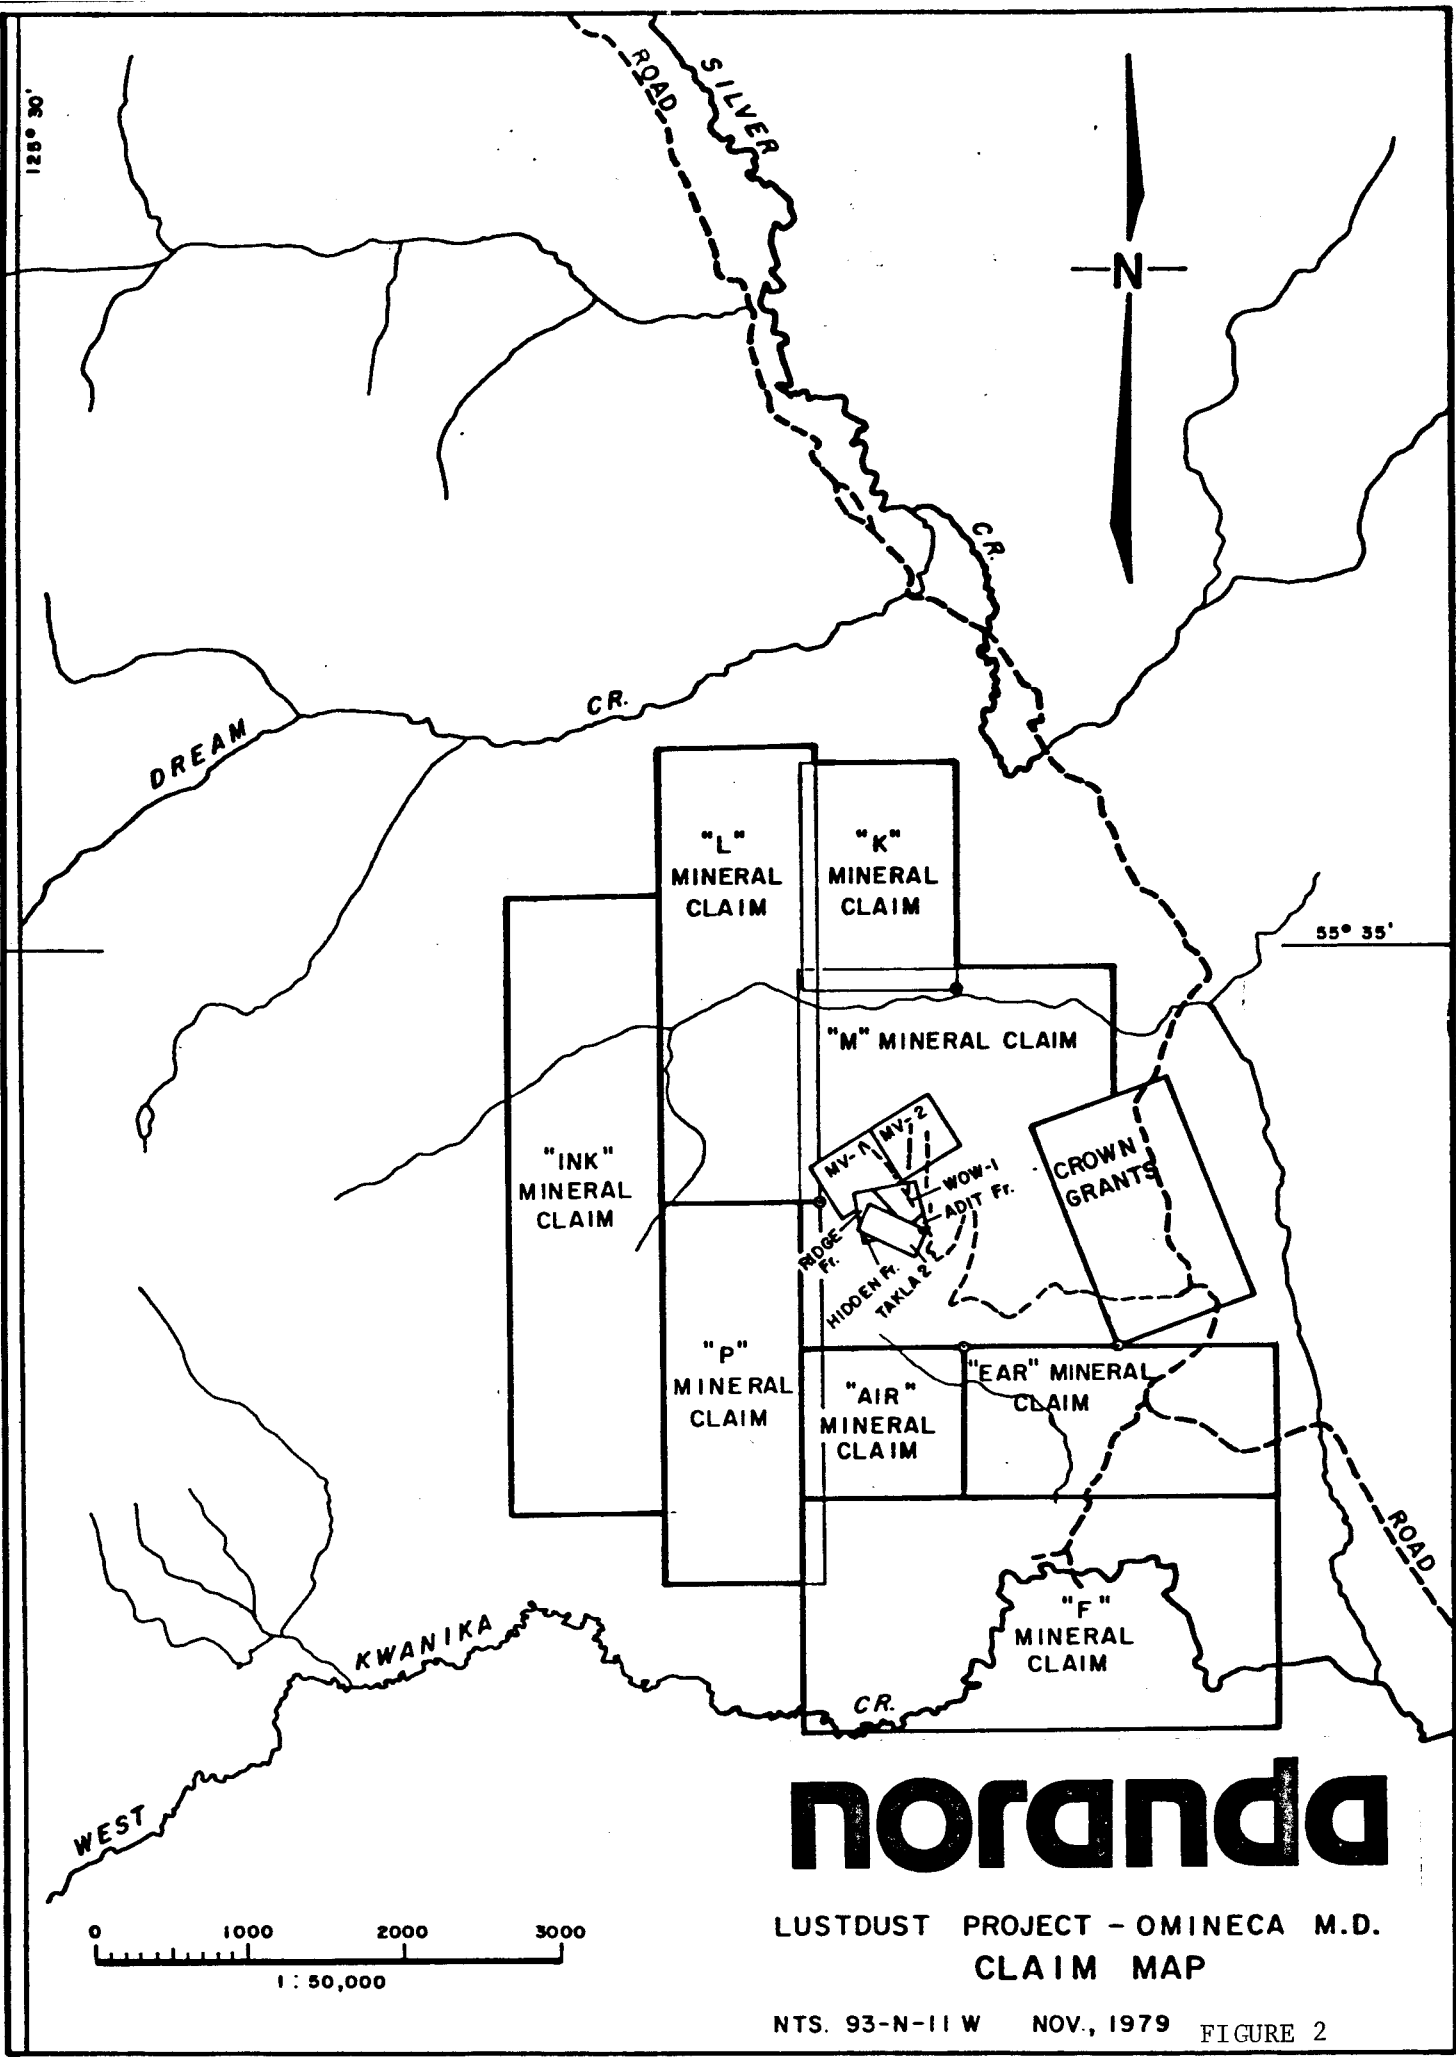 125° 30'
ROAD
SILVER
N
CR.
CR.
DREAM
"L"
MINERAL
CLAIM
"K"
MINERAL
CLAIM
55° 35'
"M" MINERAL CLAIM
MV-1
MV-2
CROWN
GRANTS
"INK"
MINERAL
CLAIM
WOW-1
ADIT Fr.
RIDGE
Fr.
HIDDEN Fr.
TAKLA 2
"P"
MINERAL
CLAIM
"AIR"
MINERAL
CLAIM
"EAR" MINERAL
CLAIM
ROAD
"F"
MINERAL
CLAIM
KWANIKA
CR.
WEST
noranda
0 1000 2000 3000
1 : 50,000
LUSTDUST PROJECT - OMINECA M.D.
CLAIM MAP
NTS. 93-N-11 W NOV., 1979 FIGURE 2